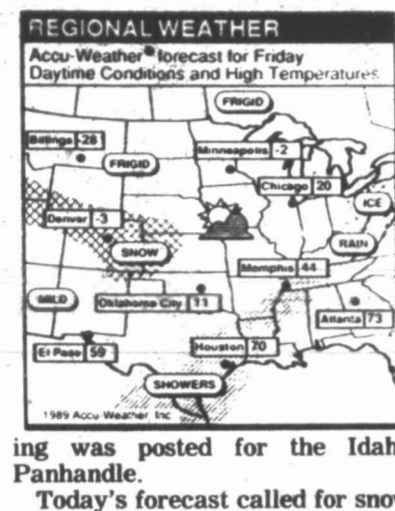 REGIONAL WEATHER
Accu-Weather® forecast for Friday
Daytime Conditions and High Temperatures
FRIGID
Billings -28
Minneapolis -2
FRIGID
Chicago 20
ICE
Denver -3
RAIN
SNOW
Memphis 44
MILD
Oklahoma City 11
Atlanta 73
El Paso 59
Houston 70
SHOWERS
1989 Accu-Weather, Inc.
ing was posted for the Idah
Panhandle.
Today's forecast called for snow